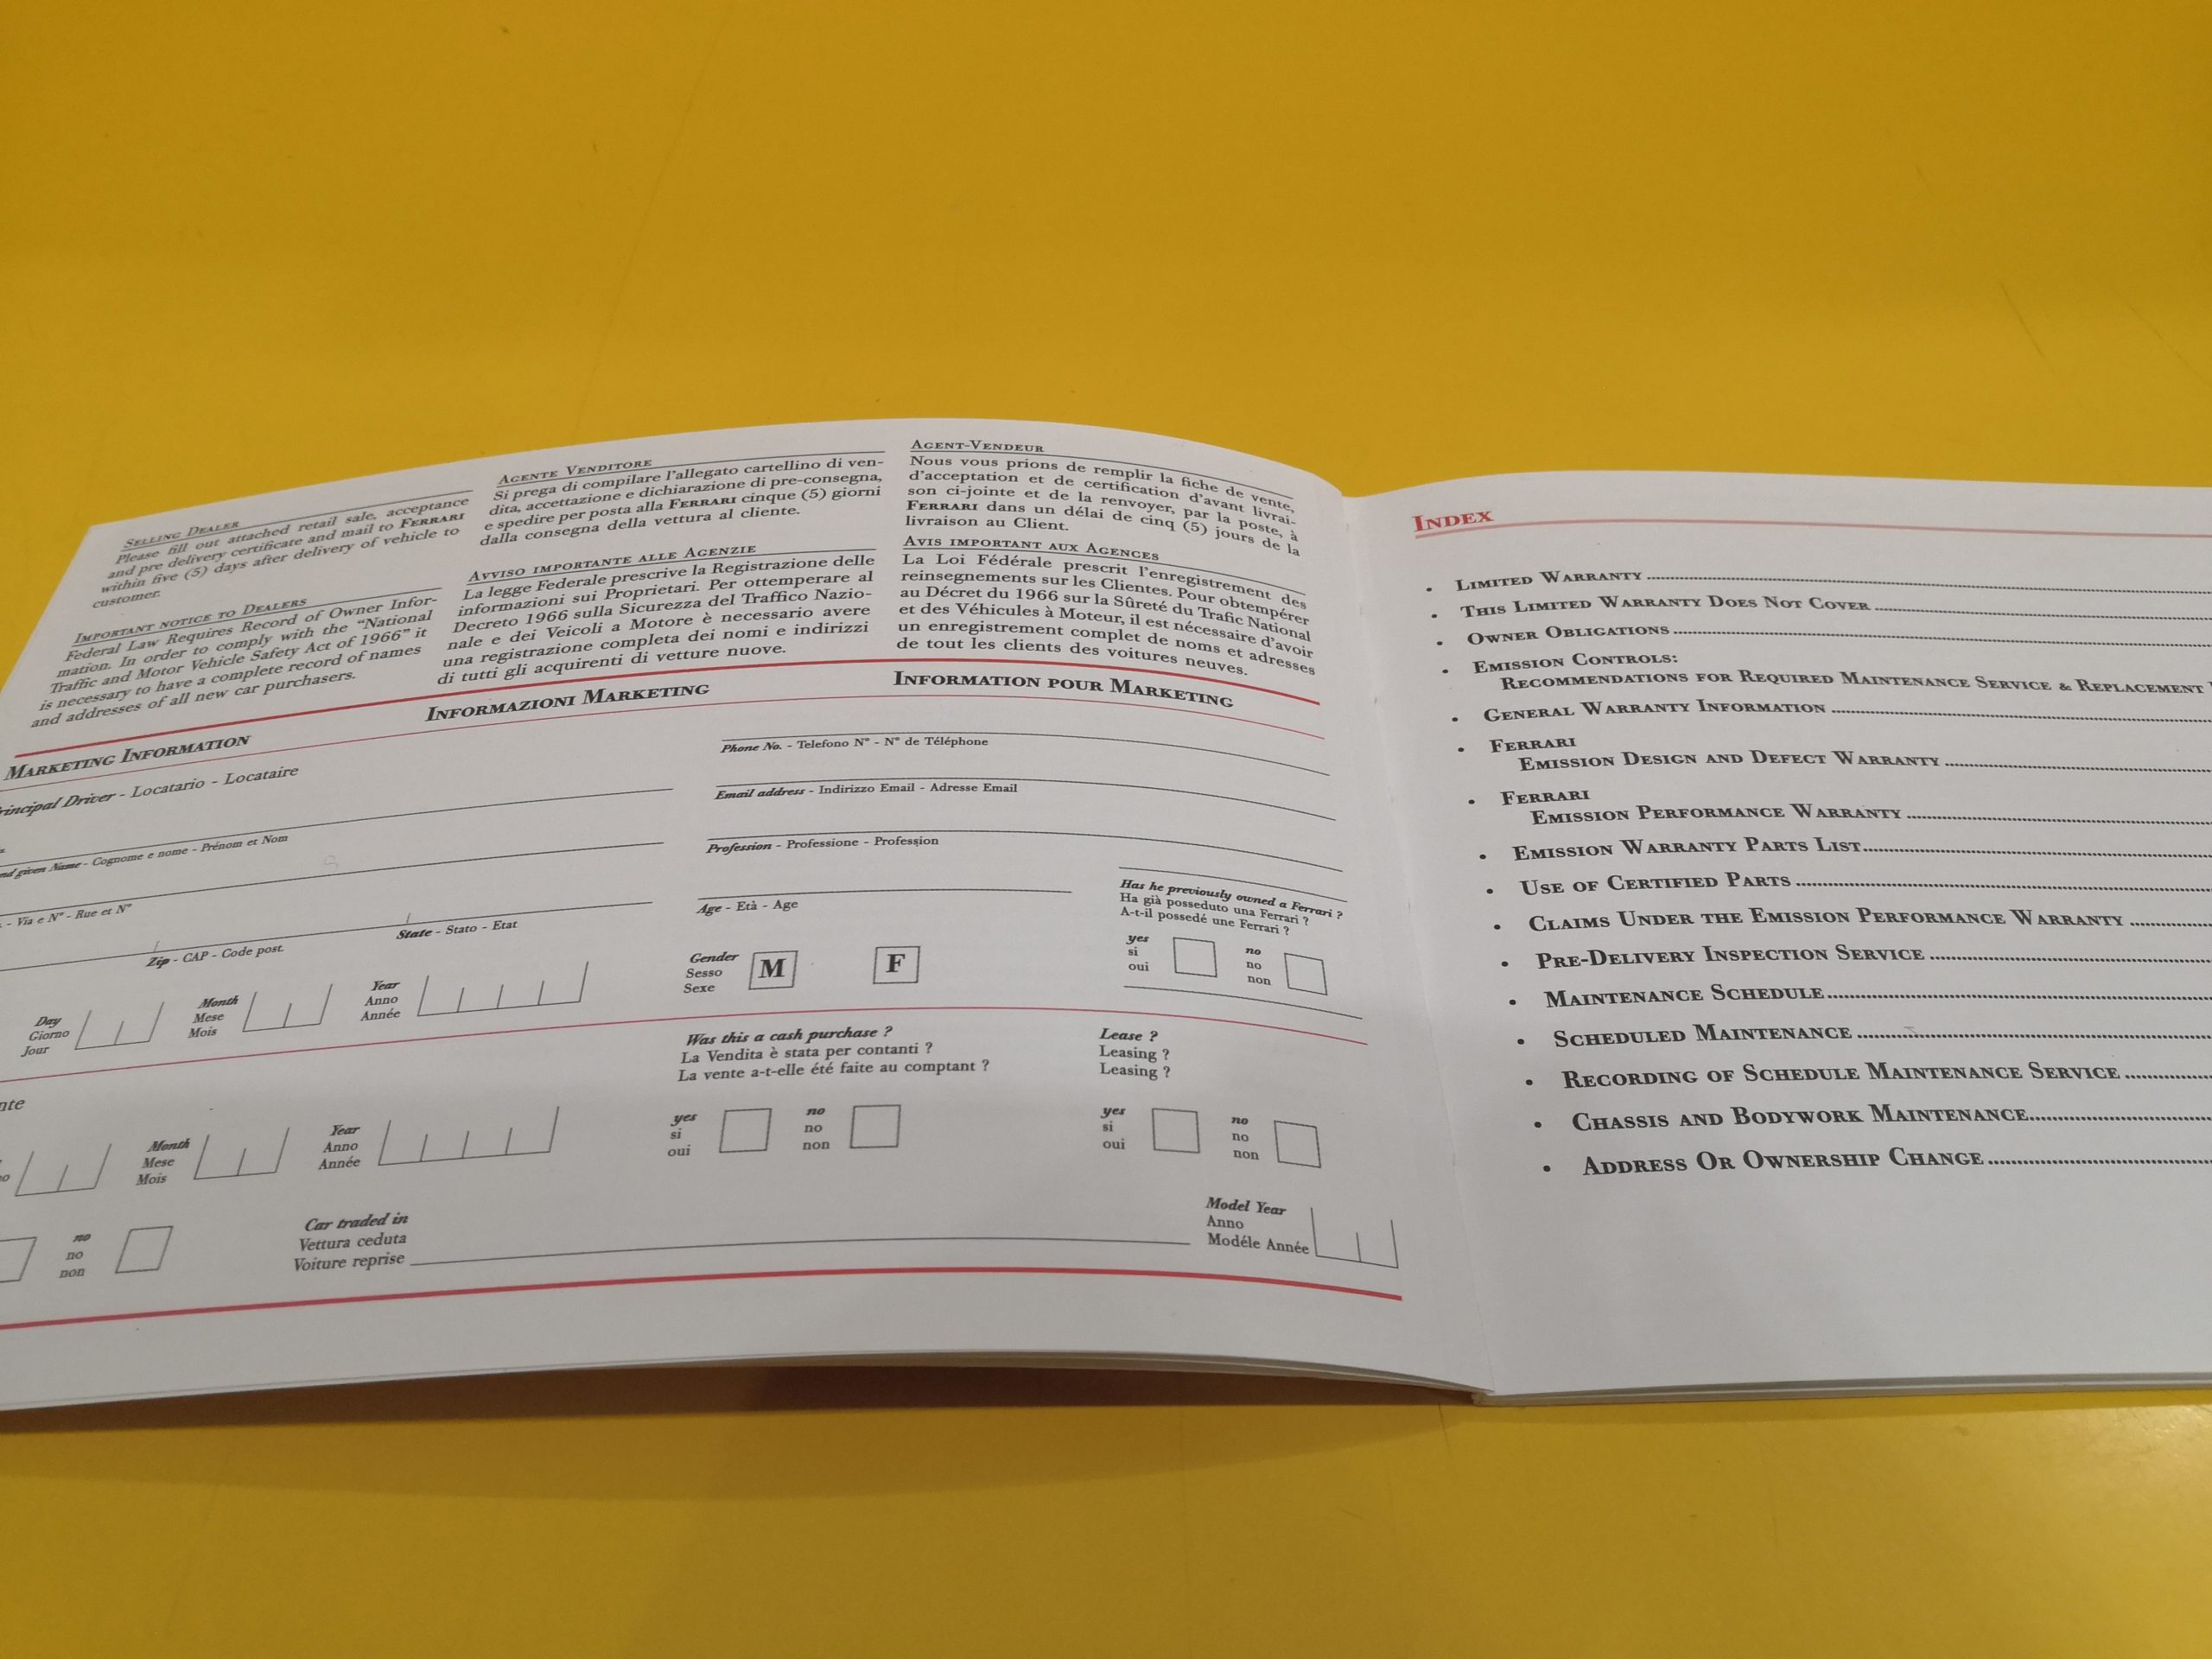 SELLING DEALER
Please fill out attached retail sale, acceptance
and pre delivery certificate and mail to FERRARI
within five (5) days after delivery of vehicle to
customer.
IMPORTANT NOTICE TO DEALERS
Federal Law Requires Record of Owner Infor-
mation. In order to comply with the "National
Traffic and Motor Vehicle Safety Act of 1966" it
is necessary to have a complete record of names
and addresses of all new car purchasers.
AGENTE VENDITORE
Si prega di compilare l'allegato cartellino di ven-
dita, accettazione e dichiarazione di pre-consegna,
e spedire per posta alla FERRARI cinque (5) giorni
dalla consegna della vettura al cliente.
AVVISO IMPORTANTE ALLE AGENZIE
La legge Federale prescrive la Registrazione delle
informazioni sui Proprietari. Per ottemperare al
Decreto 1966 sulla Sicurezza del Traffico Nazio-
nale e dei Veicoli a Motore è necessario avere
una registrazione completa dei nomi e indirizzi
di tutti gli acquirenti di vetture nuove.
AGENT-VENDEUR
Nous vous prions de remplir la fiche de vente,
d'acceptation et de certification d'avant livrai-
son ci-jointe et de la renvoyer, par la poste, à
FERRARI dans un délai de cinq (5) jours de la
livraison au Client.
AVIS IMPORTANT AUX AGENCES
La Loi Fédérale prescrit l'enregistrement des
reinsegnements sur les Clientes. Pour obtempérer
au Décret du 1966 sur la Sûreté du Trafic National
et des Véhicules à Moteur, il est nécessaire d'avoir
un enregistrement complet de noms et adresses
de tout les clients des voitures neuves.
MARKETING INFORMATION
INFORMAZIONI MARKETING
INFORMATION POUR MARKETING
Driver - Locatario - Locataire
given Name - Cognome e nome - Prénom et Nom
- Via e N° - Rue et N°
Zip - CAP - Code post.
State - Stato - Etat
Phone No. - Telefono N° - N° de Téléphone
Email address - Indirizzo Email - Adresse Email
Profession - Professione - Profession
Age - Età - Age
Has he previously owned a Ferrari ?
Ha già posseduto una Ferrari ?
A-t-il possedé une Ferrari ?
yes
si
oui
no
no
non
Day
Giorno
Jour
Month
Mese
Mois
Year
Anno
Année
Gender
Sesso
Sexe
M
F
Was this a cash purchase ?
La Vendita è stata per contanti ?
La vente a-t-elle été faite au comptant ?
Lease ?
Leasing ?
Leasing ?
Month
Mese
Mois
Year
Anno
Année
yes
si
oui
no
no
non
yes
si
oui
no
no
non
no
no
non
Car traded in
Vettura ceduta
Voiture reprise
Model Year
Anno
Modéle Année
INDEX
• LIMITED WARRANTY
• THIS LIMITED WARRANTY DOES NOT COVER
• OWNER OBLIGATIONS
• EMISSION CONTROLS:
RECOMMENDATIONS FOR REQUIRED MAINTENANCE SERVICE & REPLACEMENT
• GENERAL WARRANTY INFORMATION
• FERRARI
EMISSION DESIGN AND DEFECT WARRANTY
• FERRARI
EMISSION PERFORMANCE WARRANTY
• EMISSION WARRANTY PARTS LIST
• USE OF CERTIFIED PARTS
• CLAIMS UNDER THE EMISSION PERFORMANCE WARRANTY
• PRE-DELIVERY INSPECTION SERVICE
• MAINTENANCE SCHEDULE
• SCHEDULED MAINTENANCE
• RECORDING OF SCHEDULE MAINTENANCE SERVICE
• CHASSIS AND BODYWORK MAINTENANCE
• ADDRESS OR OWNERSHIP CHANGE